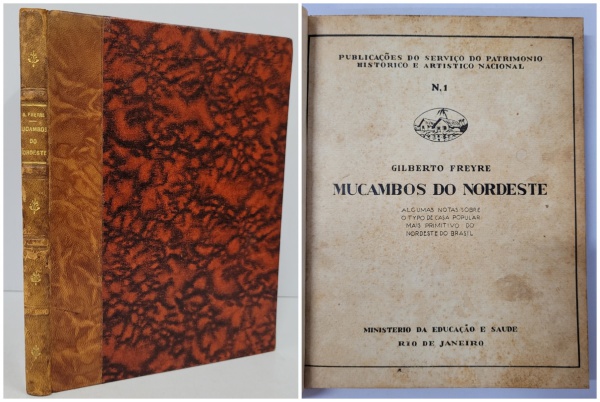 G. FREYRE
MUCAMBOS
DO
NORDESTE
PUBLICAÇÕES DO SERVIÇO DO PATRIMONIO
HISTORICO E ARTISTICO NACIONAL
N.1
GILBERTO FREYRE
MUCAMBOS DO NORDESTE
ALGUMAS NOTAS SOBRE
O TYPO DE CASA POPULAR
MAIS PRIMITIVO DO
NORDESTE DO BRASIL
MINISTERIO DA EDUCAÇÃO E SAUDE
RIO DE JANEIRO